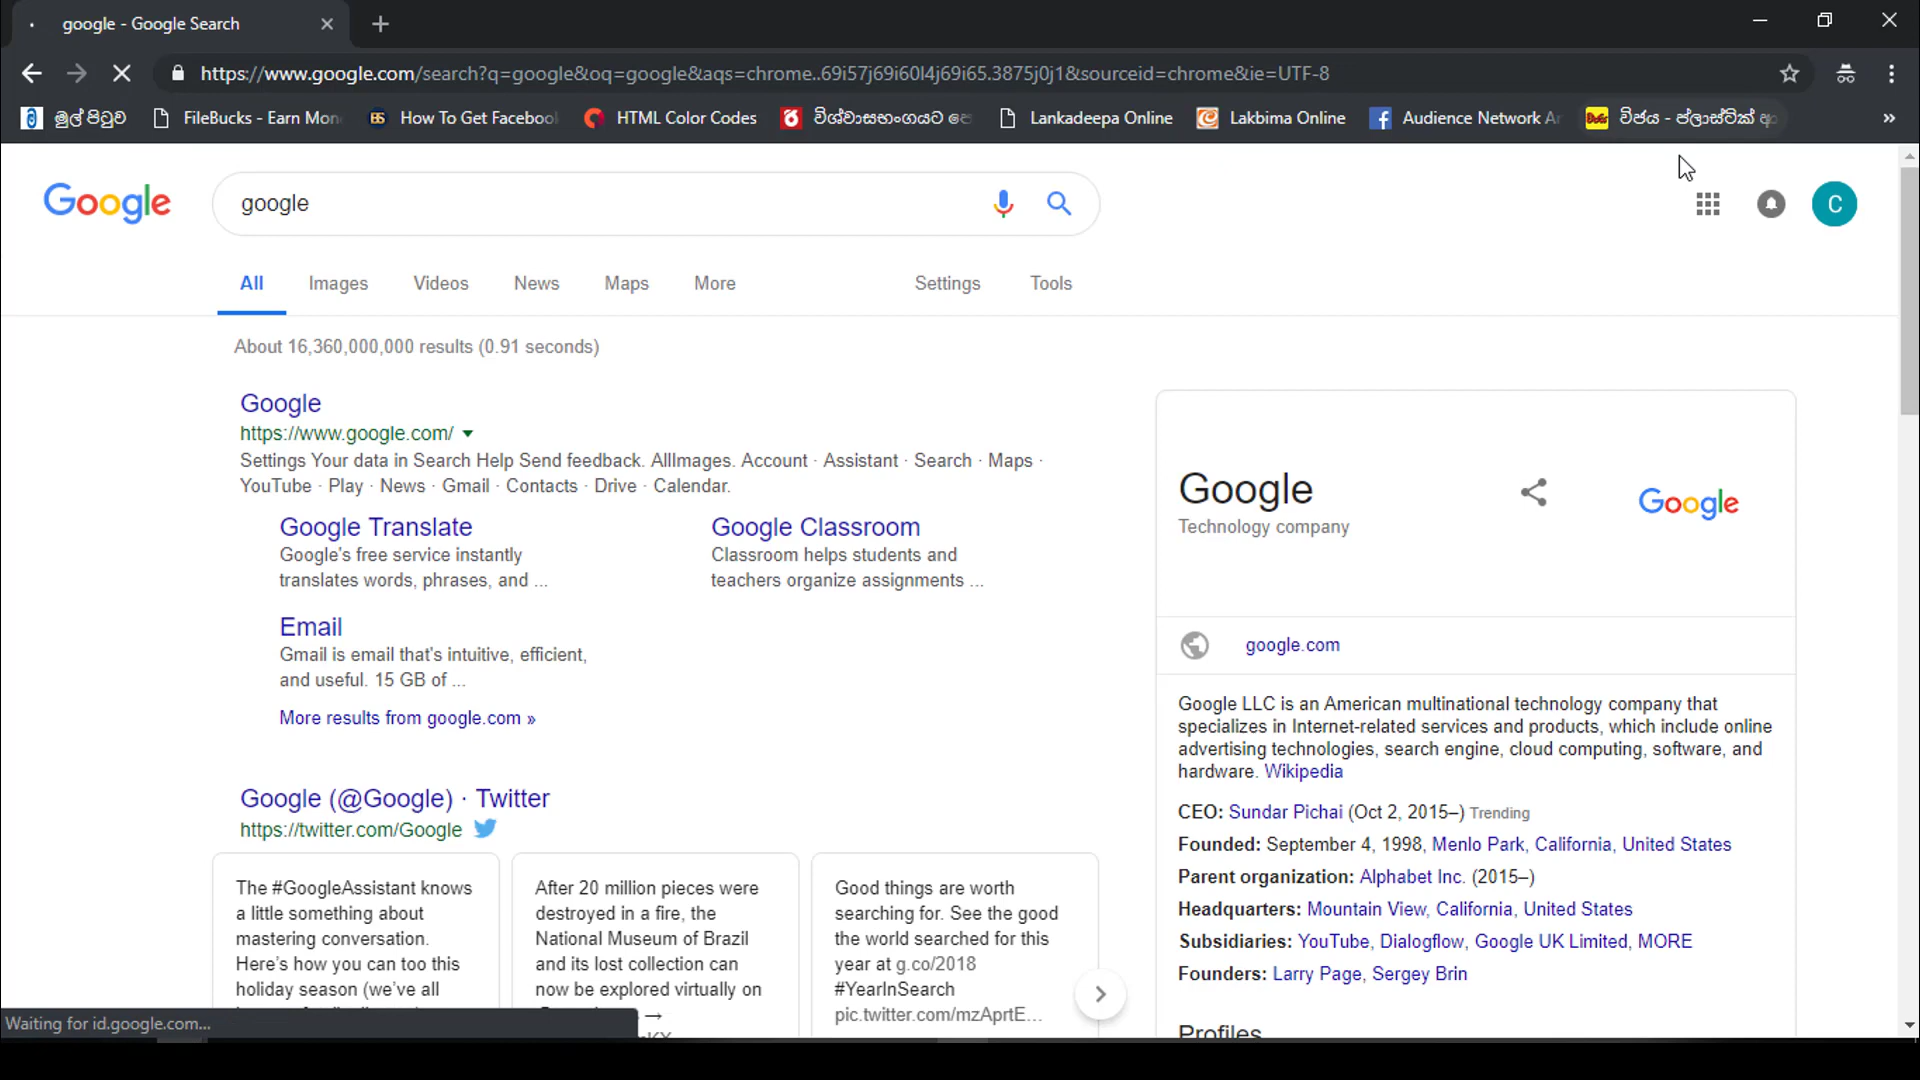 google - Google Search
https://www.google.com/search?q=google&oq=google&aqs=chrome..69i57j69i60l4j69i65.3875j0j1&sourceid=chrome&ie=UTF-8
මුල් පිටුව FileBucks - Earn Mon How To Get Faceboo HTML Color Codes විශ්වාසභංගයට Lankadeepa Online Lakbima Online Audience Network විජය - ප්ලාස්ටික් »
Google google C
All Images Videos News Maps More Settings Tools
About 16,360,000,000 results (0.91 seconds)
Google
https://www.google.com/
Settings Your data in Search Help Send feedback. AllImages. Account · Assistant · Search · Maps ·
YouTube · Play · News · Gmail · Contacts · Drive · Calendar.
Google Translate
Google's free service instantly
translates words, phrases, and ...
Google Classroom
Classroom helps students and
teachers organize assignments ...
Email
Gmail is email that's intuitive, efficient,
and useful. 15 GB of ...
More results from google.com »
Google (@Google) · Twitter
https://twitter.com/Google
The #GoogleAssistant knows
a little something about
mastering conversation.
Here's how you can too this
holiday season (we've all
After 20 million pieces were
destroyed in a fire, the
National Museum of Brazil
and its lost collection can
now be explored virtually on
→
Good things are worth
searching for. See the good
the world searched for this
year at g.co/2018
#YearInSearch
pic.twitter.com/mzAprtE...
Google
Technology company
Google
google.com
Google LLC is an American multinational technology company that
specializes in Internet-related services and products, which include online
advertising technologies, search engine, cloud computing, software, and
hardware. Wikipedia
CEO: Sundar Pichai (Oct 2, 2015–) Trending
Founded: September 4, 1998, Menlo Park, California, United States
Parent organization: Alphabet Inc. (2015–)
Headquarters: Mountain View, California, United States
Subsidiaries: YouTube, Dialogflow, Google UK Limited, MORE
Founders: Larry Page, Sergey Brin
Profiles
Waiting for id.google.com...